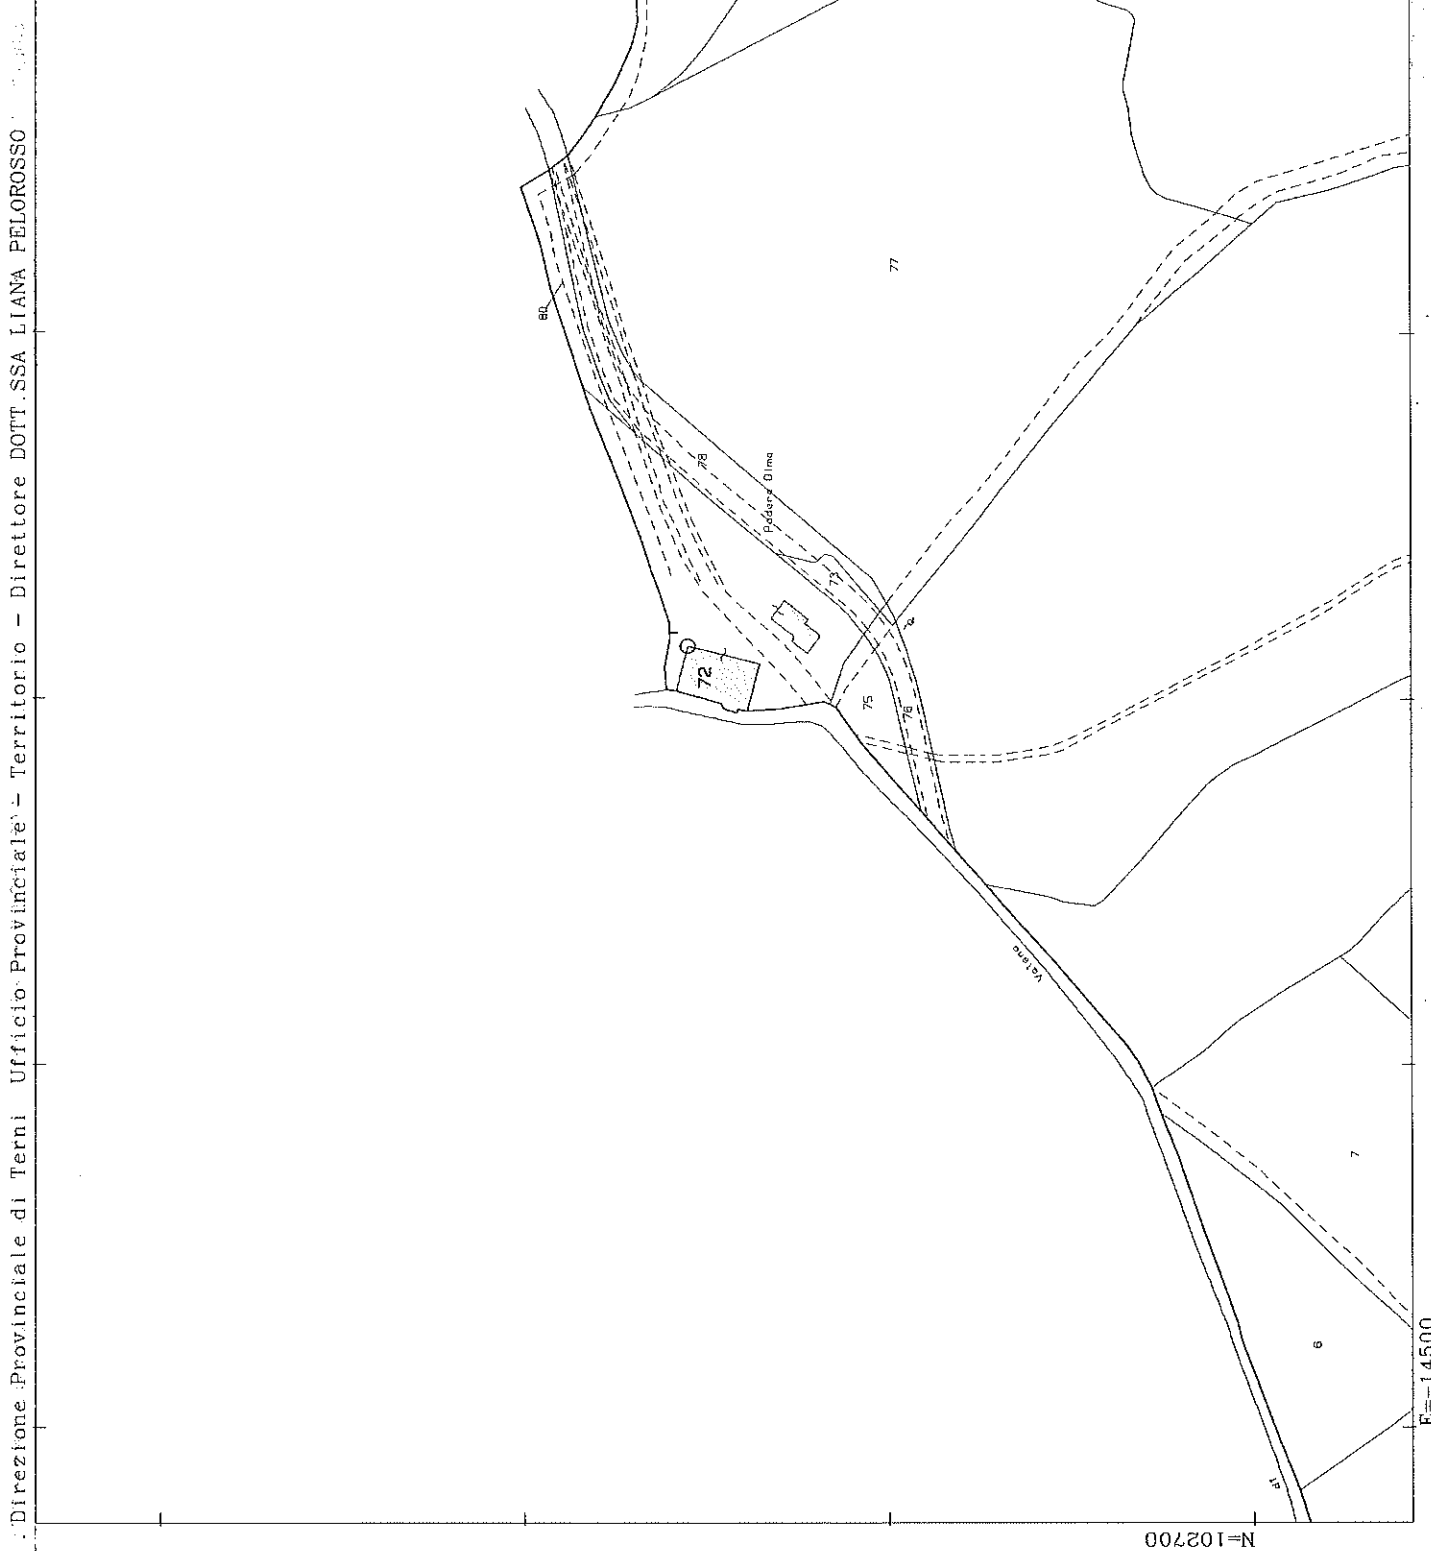 Direzione Provinciale di Terni Ufficio Provinciale - Territorio - Direttore DOTT.SSA LIANA PELOROSSO
80
77
78
Podere Olmo
73
72
75
76
Valano
7
6
N=102700
E=-14500